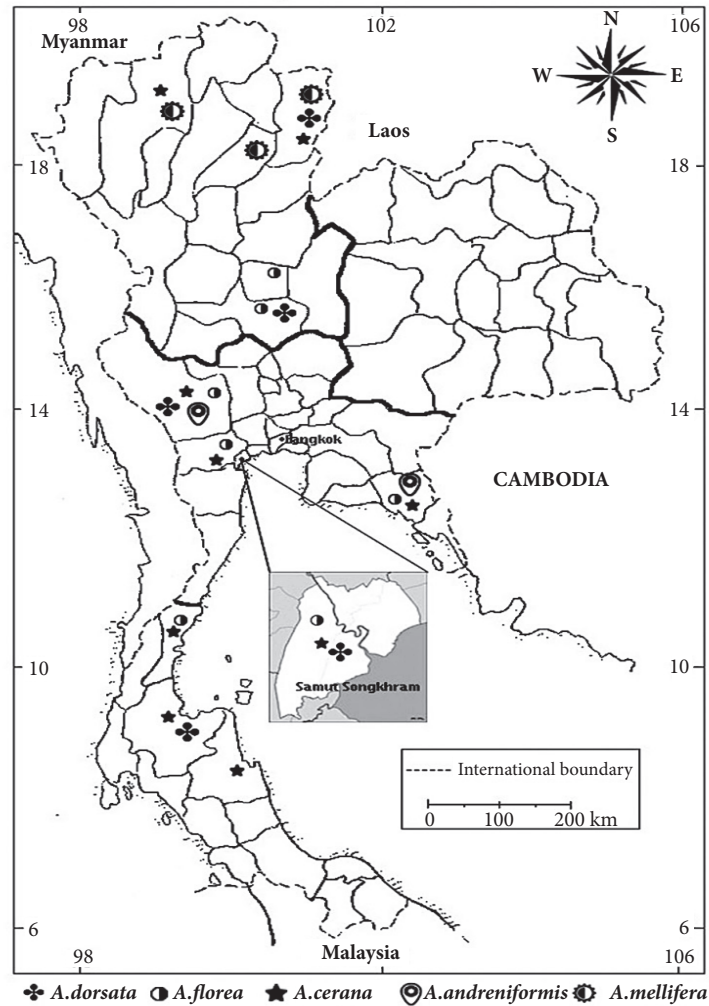 98 102 106
Myanmar
N
W E
S
Laos
18 18
14 14
Bangkok
CAMBODIA
Samut Songkhram
10 10
International boundary
0 100 200 km
6 6
Malaysia
98 106
A.dorsata A.florea A.cerana A.andreniformis A.mellifera